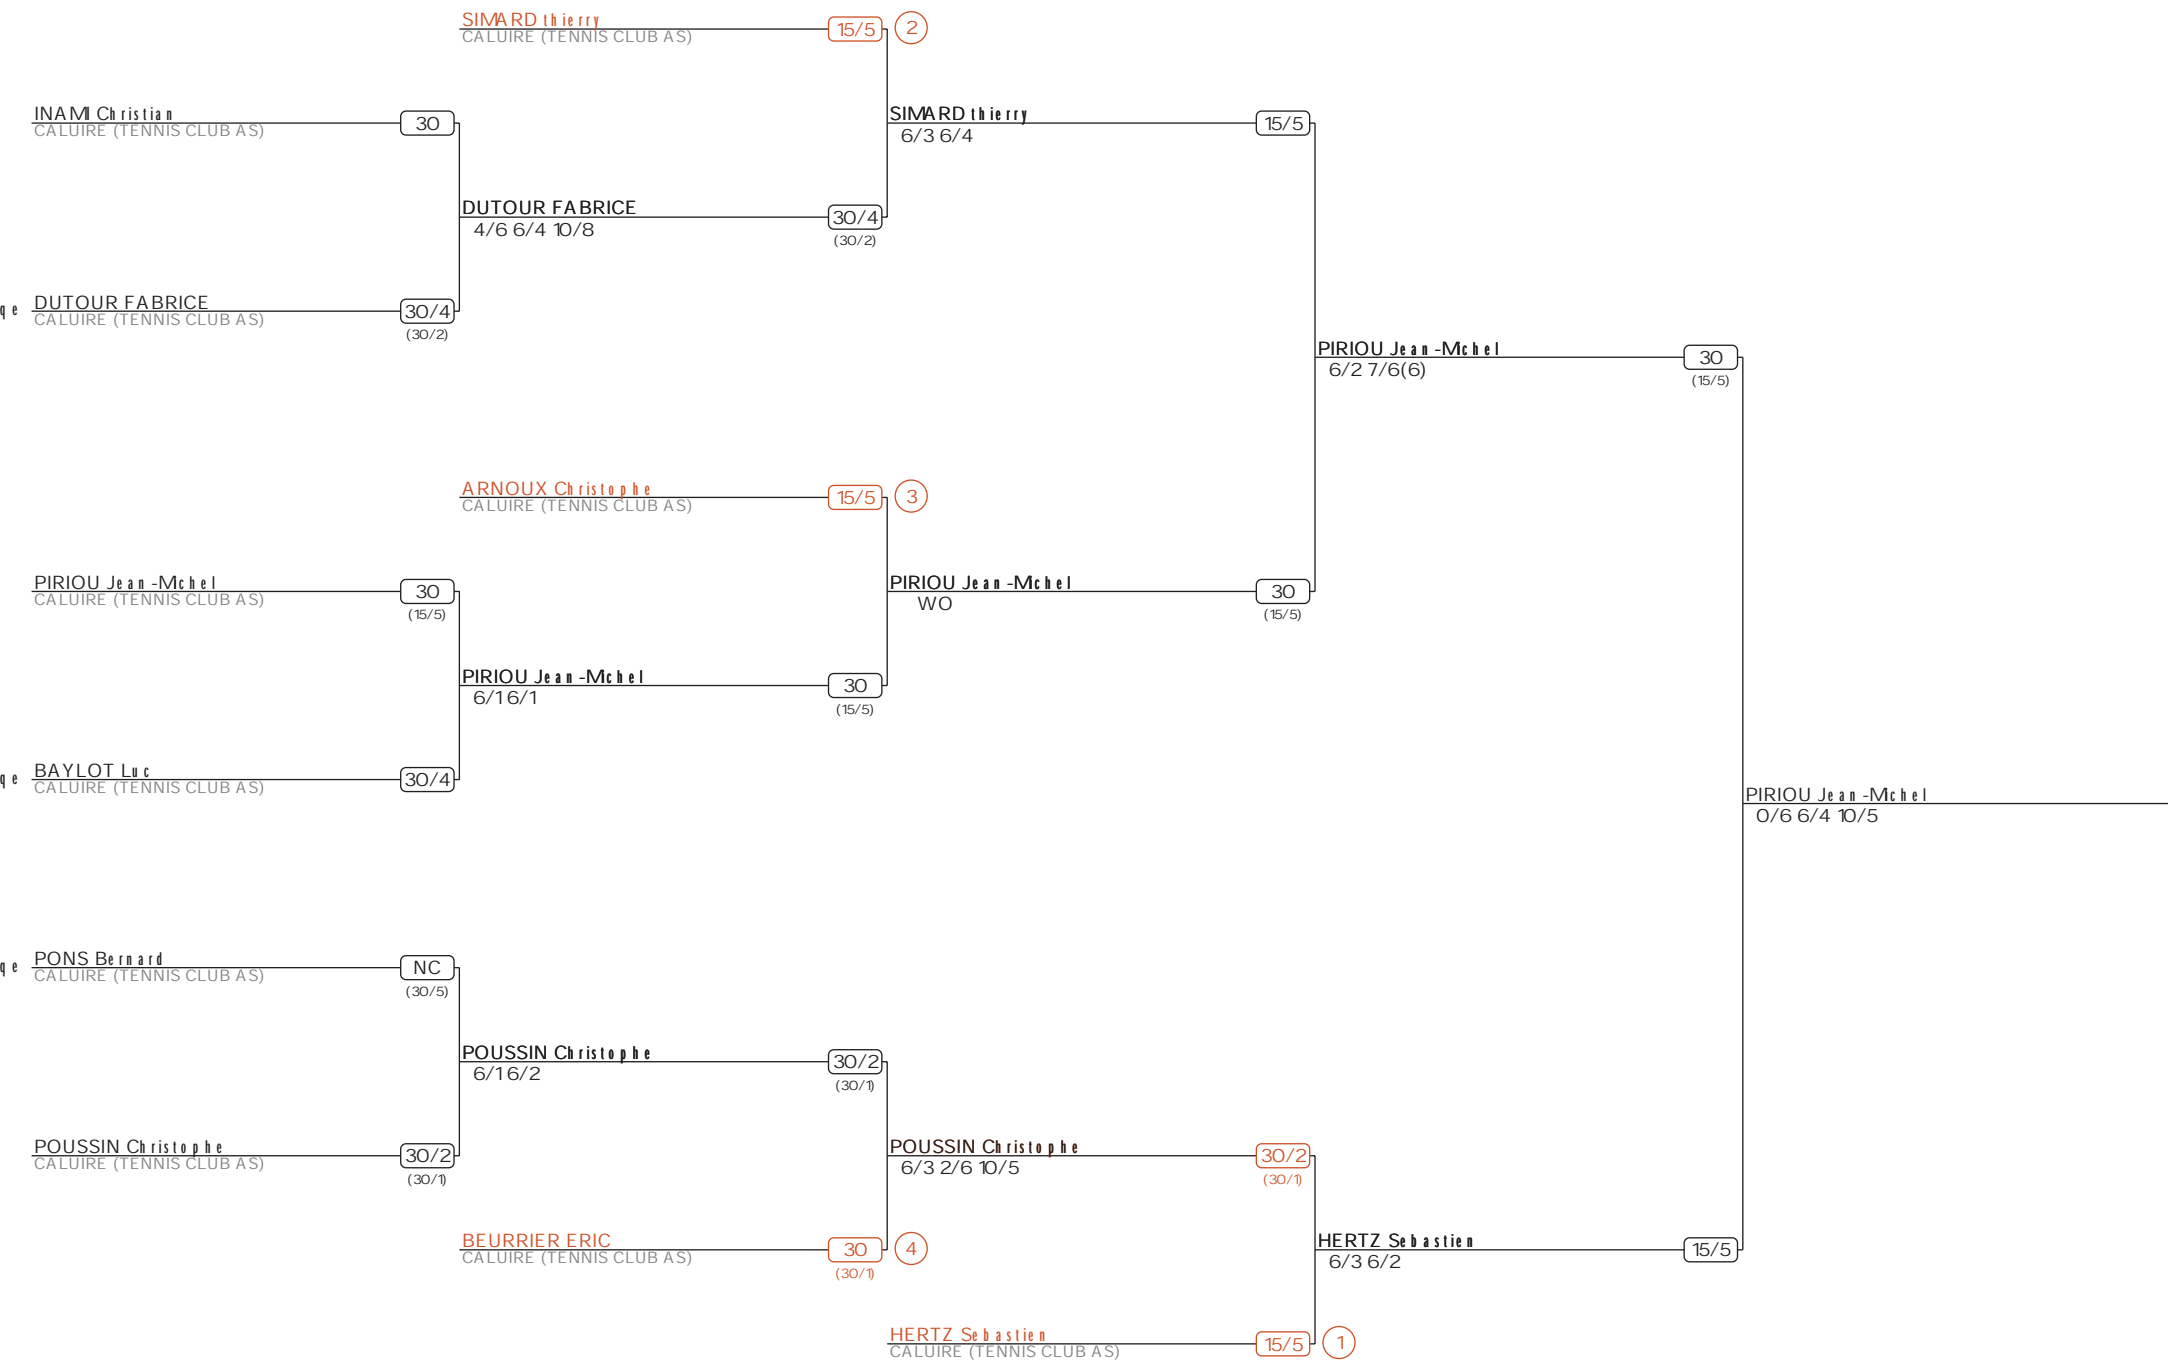 SIMARD thierry
CALUIRE (TENNIS CLUB AS)
15/5
2
INAMI Christian
CALUIRE (TENNIS CLUB AS)
30
SIMARD thierry
6/3 6/4
15/5
DUTOUR FABRICE
4/6 6/4 10/8
30/4
(30/2)
qe
DUTOUR FABRICE
CALUIRE (TENNIS CLUB AS)
30/4
(30/2)
PIRIOU Jean-Michel
6/2 7/6(6)
30
(15/5)
ARNOUX Christophe
CALUIRE (TENNIS CLUB AS)
15/5
3
PIRIOU Jean-Michel
CALUIRE (TENNIS CLUB AS)
30
(15/5)
PIRIOU Jean-Michel
WO
30
(15/5)
PIRIOU Jean-Michel
6/1 6/1
30
(15/5)
qe
BAYLOT Luc
CALUIRE (TENNIS CLUB AS)
30/4
PIRIOU Jean-Michel
0/6 6/4 10/5
qe
PONS Bernard
CALUIRE (TENNIS CLUB AS)
NC
(30/5)
POUSSIN Christophe
6/1 6/2
30/2
(30/1)
POUSSIN Christophe
CALUIRE (TENNIS CLUB AS)
30/2
(30/1)
POUSSIN Christophe
6/3 2/6 10/5
30/2
(30/1)
BEURRIER ERIC
CALUIRE (TENNIS CLUB AS)
30
(30/1)
4
HERTZ Sebastien
6/3 6/2
15/5
HERTZ Sebastien
CALUIRE (TENNIS CLUB AS)
15/5
1